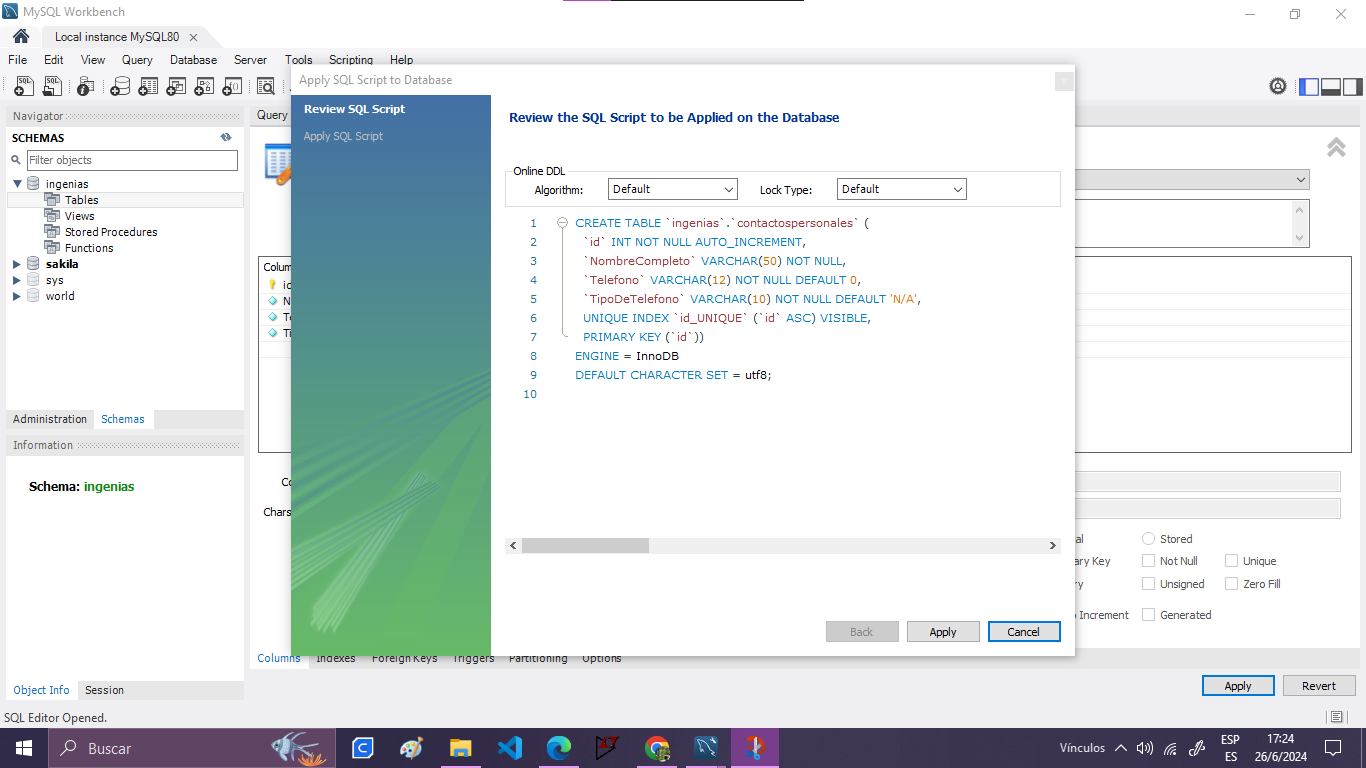 MySQL Workbench
Local instance MySQL80
File Edit View Query Database Server Tools Scripting Help
Navigator
SCHEMAS
Filter objects
ingenias
Tables
Views
Stored Procedures
Functions
sakila
sys
world
Administration Schemas
Information
Schema: ingenias
Object Info Session
SQL Editor Opened.
Query
Colum
id
N
Te
Ti
Co
Chars
Apply SQL Script to Database
Review SQL Script
Apply SQL Script
Review the SQL Script to be Applied on the Database
Online DDL
Algorithm: Default Lock Type: Default
1 CREATE TABLE `ingenias`.`contactospersonales` (
2 `id` INT NOT NULL AUTO_INCREMENT,
3 `NombreCompleto` VARCHAR(50) NOT NULL,
4 `Telefono` VARCHAR(12) NOT NULL DEFAULT 0,
5 `TipoDeTelefono` VARCHAR(10) NOT NULL DEFAULT 'N/A',
6 UNIQUE INDEX `id_UNIQUE` (`id` ASC) VISIBLE,
7 PRIMARY KEY (`id`))
8 ENGINE = InnoDB
9 DEFAULT CHARACTER SET = utf8;
10
Back Apply Cancel
al Stored
ary Key Not Null Unique
ry Unsigned Zero Fill
Increment Generated
Columns Indexes Foreign Keys Triggers Partitioning Options
Apply Revert
Buscar
Vínculos
ESP
ES
17:24
26/6/2024